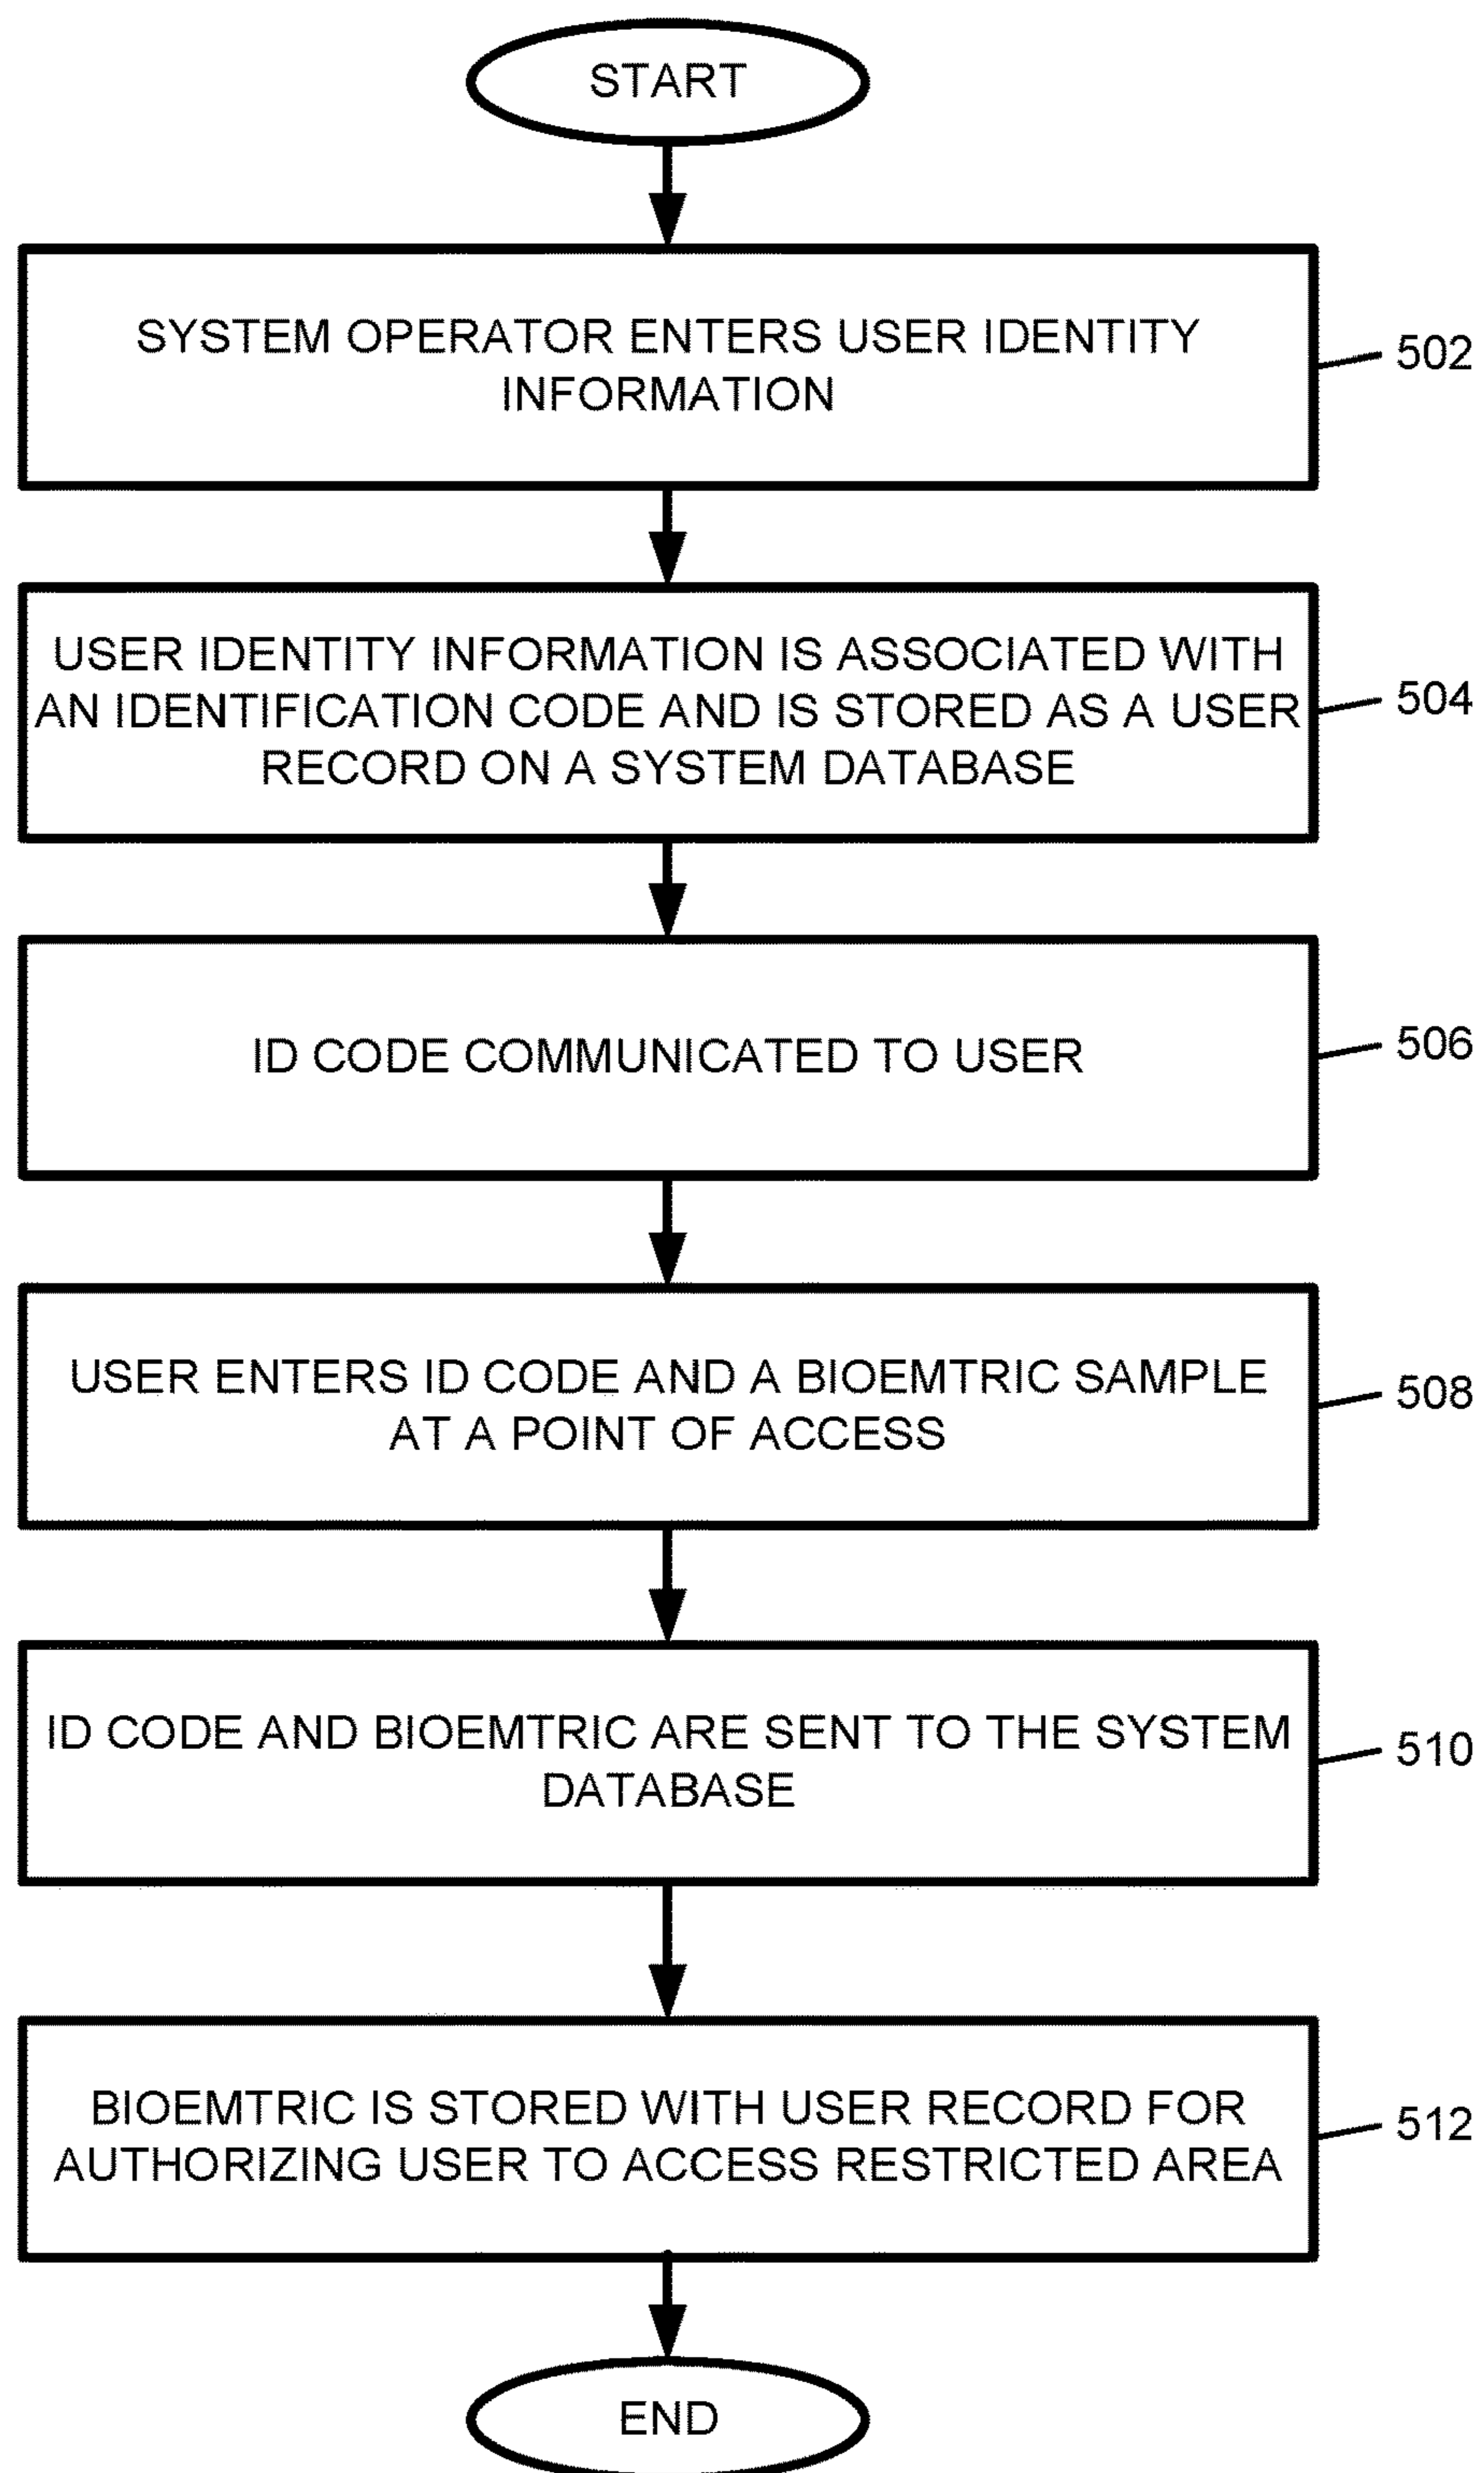 START
SYSTEM OPERATOR ENTERS USER IDENTITY
INFORMATION
502
USER IDENTITY INFORMATION IS ASSOCIATED WITH
AN IDENTIFICATION CODE AND IS STORED AS A USER
RECORD ON A SYSTEM DATABASE
504
ID CODE COMMUNICATED TO USER
506
USER ENTERS ID CODE AND A BIOEMTRIC SAMPLE
AT A POINT OF ACCESS
508
ID CODE AND BIOEMTRIC ARE SENT TO THE SYSTEM
DATABASE
510
BIOEMTRIC IS STORED WITH USER RECORD FOR
AUTHORIZING USER TO ACCESS RESTRICTED AREA
512
END